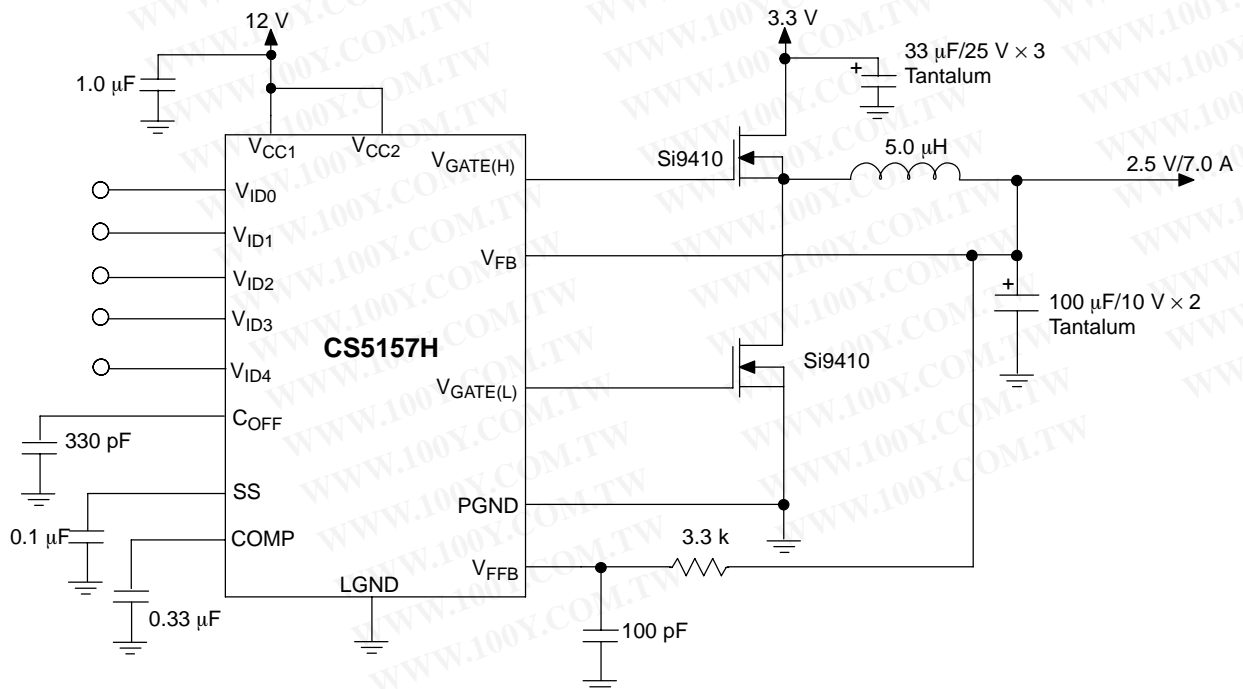 12 V
3.3 V
1.0 μF
33 μF/25 V × 3
Tantalum
+
VCC1
VCC2
VGATE(H)
Si9410
5.0 μH
2.5 V/7.0 A
VID0
VID1
VID2
VID3
VID4
VFB
+
100 μF/10 V × 2
Tantalum
CS5157H
Si9410
VGATE(L)
COFF
330 pF
SS
PGND
0.1 μF
COMP
3.3 k
VFFB
LGND
0.33 μF
100 pF
WWW.100Y.COM.TW